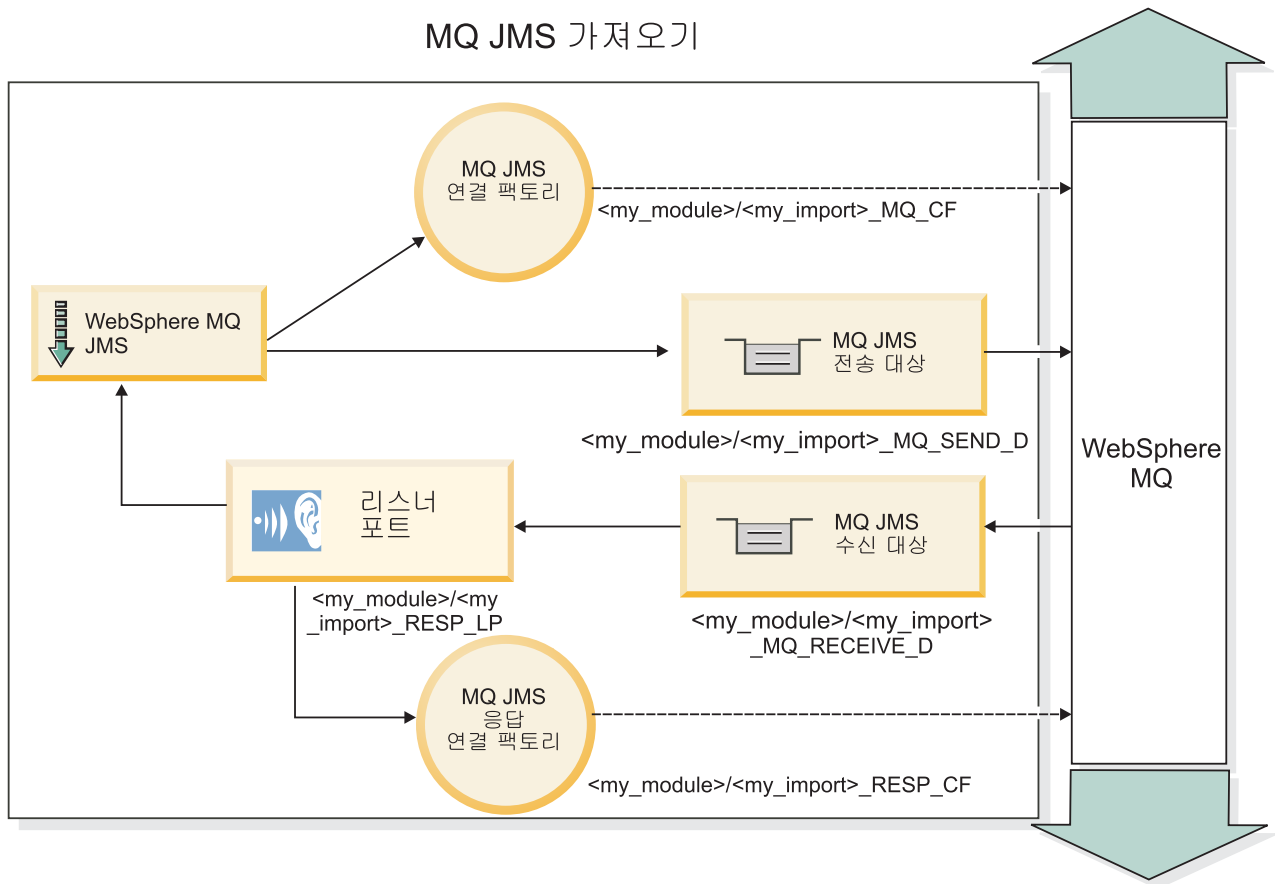 MQ JMS 가져오기
MQ JMS
연결 팩토리
<my_module>/<my_import>_MQ_CF
WebSphere MQ
JMS
MQ JMS
전송 대상
<my_module>/<my_import>_MQ_SEND_D
WebSphere
MQ
리스너
포트
MQ JMS
수신 대상
<my_module>/<my
_import>_RESP_LP
<my_module>/<my_import>
_MQ_RECEIVE_D
MQ JMS
응답
연결 팩토리
<my_module>/<my_import>_RESP_CF